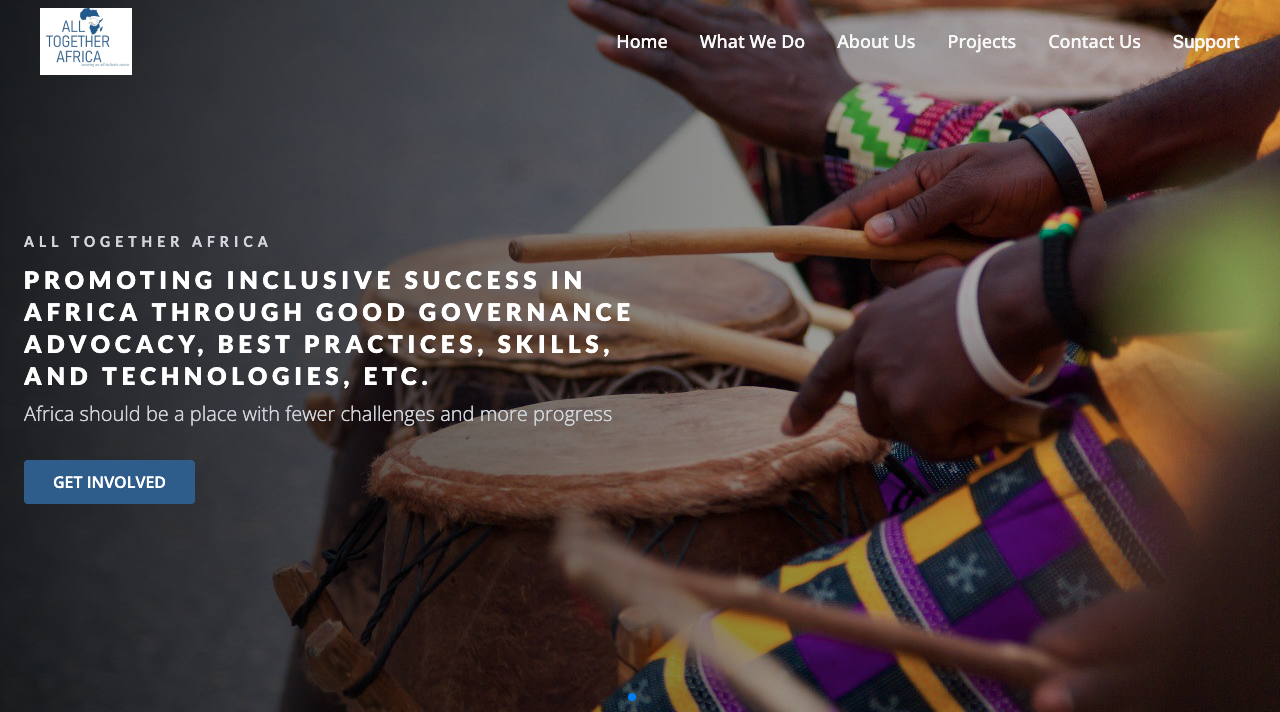 ALL
TOGETHER
AFRICA
Home What We Do About Us Projects Contact Us Support
ALL TOGETHER AFRICA
PROMOTING INCLUSIVE SUCCESS IN
AFRICA THROUGH GOOD GOVERNANCE
ADVOCACY, BEST PRACTICES, SKILLS,
AND TECHNOLOGIES, ETC.
Africa should be a place with fewer challenges and more progress
GET INVOLVED